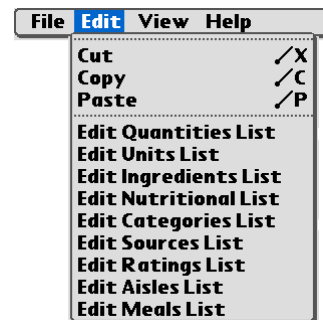 File Edit View Help
Cut /X
Copy /C
Paste /P
Edit Quantities List
Edit Units List
Edit Ingredients List
Edit Nutritional List
Edit Categories List
Edit Sources List
Edit Ratings List
Edit Aisles List
Edit Meals List